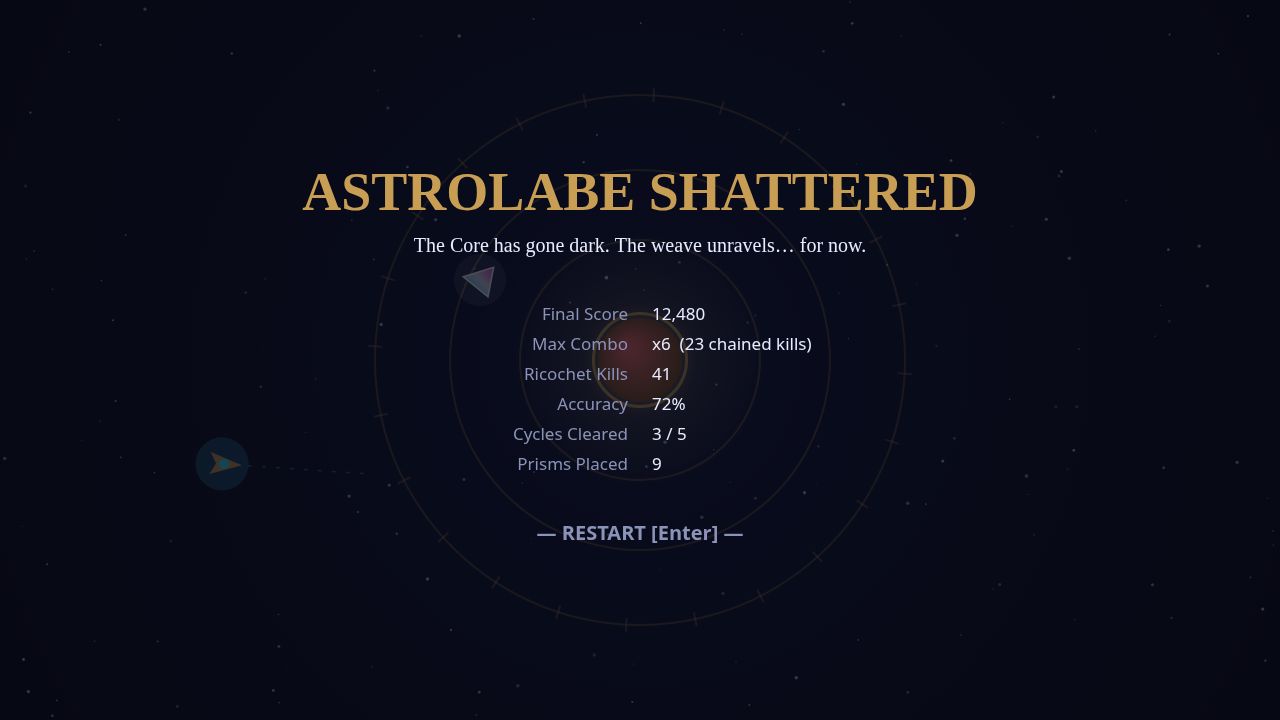 ASTROLABE SHATTERED
The Core has gone dark. The weave unravels… for now.
Final Score 12,480
Max Combo x6 (23 chained kills)
Ricochet Kills 41
Accuracy 72%
Cycles Cleared 3 / 5
Prisms Placed 9
— RESTART [Enter] —